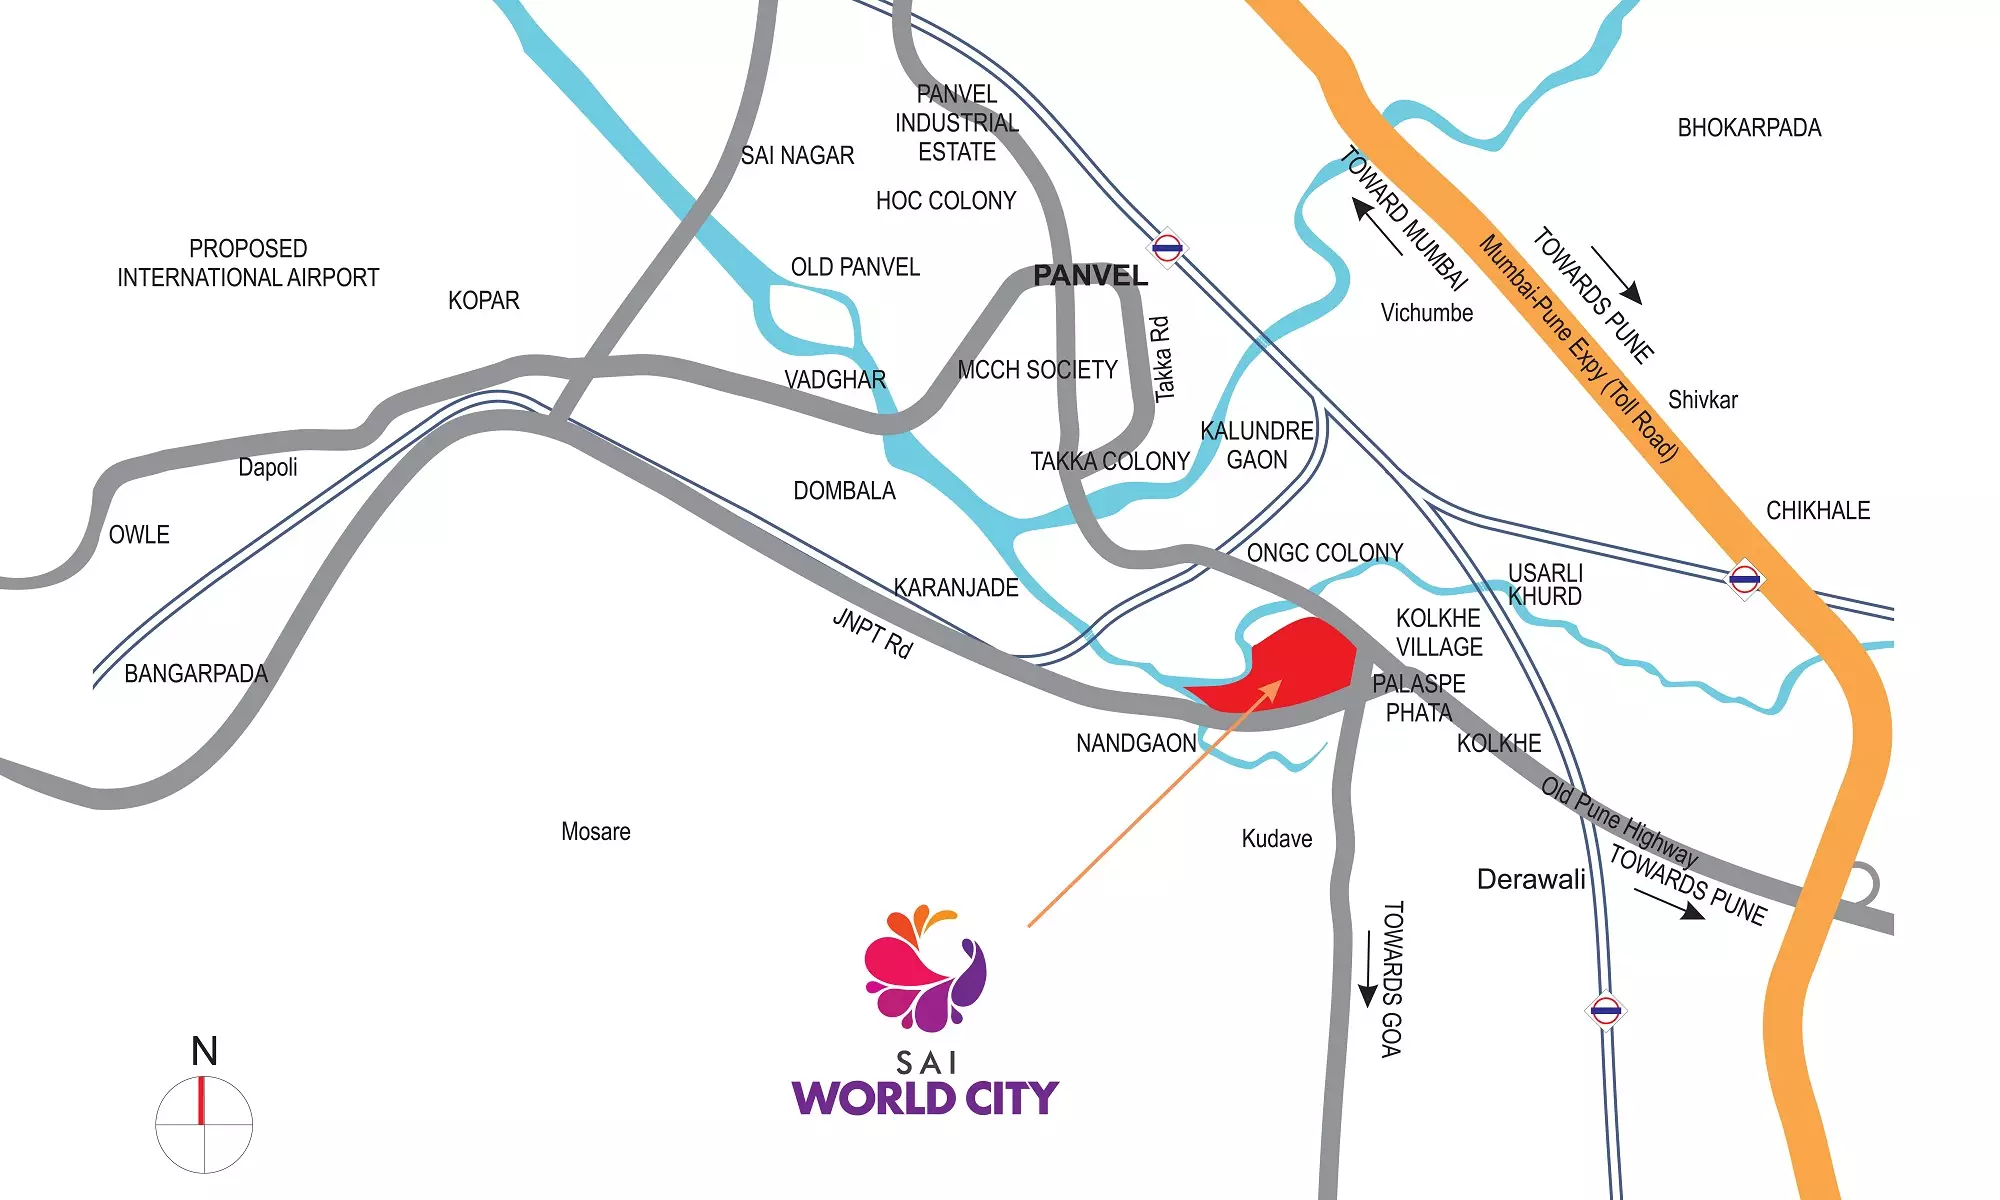 PANVEL
INDUSTRIAL
ESTATE
BHOKARPADA
SAI NAGAR
HOC COLONY
TOWARD MUMBAI
TOWARDS PUNE
Mumbai-Pune Expy (Toll Road)
PROPOSED
INTERNATIONAL AIRPORT
KOPAR
OLD PANVEL
PANVEL
Vichumbe
Takka Rd
MCCH SOCIETY
VADGHAR
Shivkar
KALUNDRE
GAON
TAKKA COLONY
Dapoli
DOMBALA
CHIKHALE
OWLE
ONGC COLONY
USARLI
KHURD
KARANJADE
JNPT Rd
KOLKHE
VILLAGE
BANGARPADA
PALASPE
PHATA
NANDGAON
KOLKHE
Old Pune Highway
TOWARDS PUNE
Mosare
Kudave
Derawali
TOWARDS GOA
N
SAI
WORLD CITY